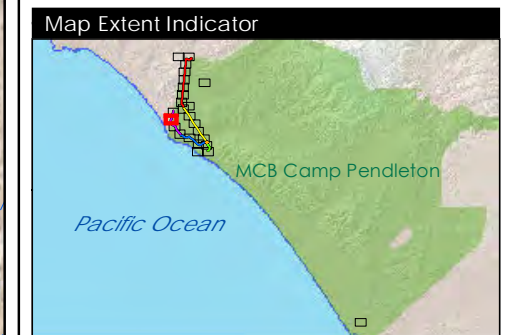 Map Extent Indicator
MCB Camp Pendleton
Pacific Ocean